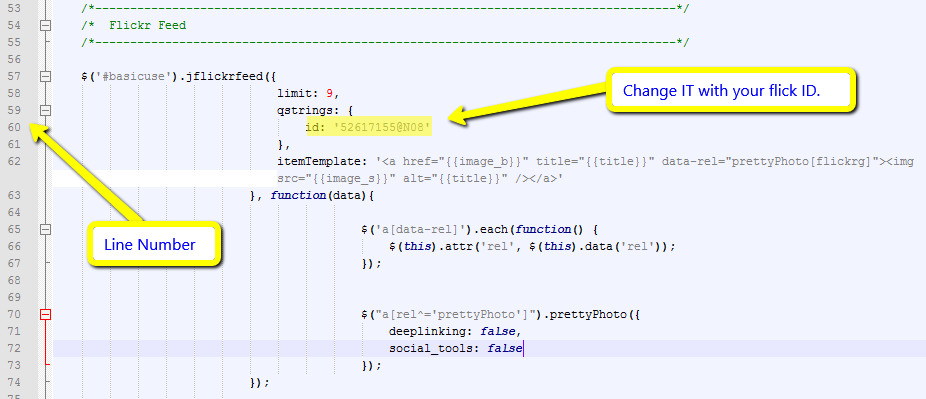 53 /*-----------------------------------------------------------------------------------*/
54 /*  Flickr Feed
55 /*-----------------------------------------------------------------------------------*/
56
57 $('#basicuse').jflickrfeed({
58 limit: 9,
59 qstrings: {
60 id: '52617155@N08'
61 },
62 itemTemplate: '<a href="{{image_b}}" title="{{title}}" data-rel="prettyPhoto[flickrg]"><img
src="{{image_s}}" alt="{{title}}" /></a>'
63 }, function(data){
64
65 $('a[data-rel]').each(function() {
66 $(this).attr('rel', $(this).data('rel'));
67 });
68
69
70 $("a[rel^='prettyPhoto']").prettyPhoto({
71 deeplinking: false,
72 social_tools: false
73 });
74 });
75
Change IT with your flick ID.
Line Number